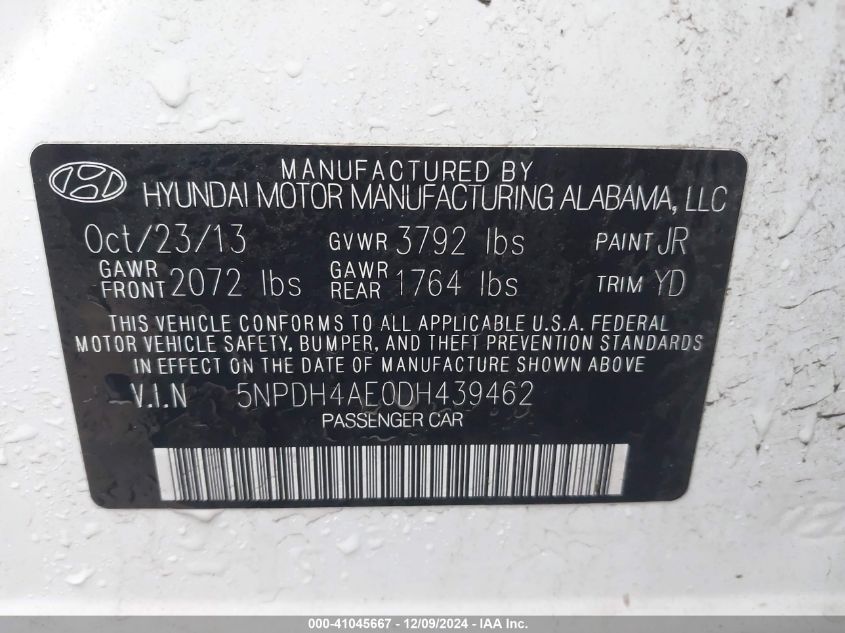 MANUFACTURED BY
HYUNDAI MOTOR MANUFACTURING ALABAMA, LLC
Oct/23/13 GVWR 3792 lbs PAINT JR
GAWR FRONT 2072 lbs GAWR REAR 1764 lbs TRIM YD
THIS VEHICLE CONFORMS TO ALL APPLICABLE U.S.A. FEDERAL
MOTOR VEHICLE SAFETY, BUMPER, AND THEFT PREVENTION STANDARDS
IN EFFECT ON THE DATE OF MANUFACTURE SHOWN ABOVE
V.I.N 5NPDH4AE0DH439462
PASSENGER CAR
000-41045667 - 12/09/2024 - IAA Inc.